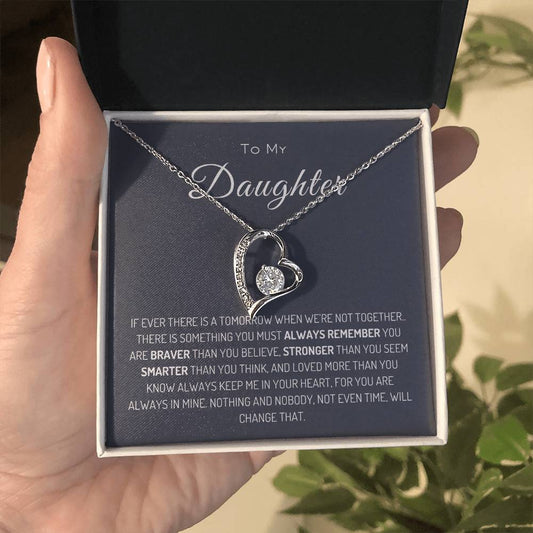 To My
Daughter
IF EVER THERE IS A TOMORROW WHEN WE'RE NOT TOGETHER..
THERE IS SOMETHING YOU MUST ALWAYS REMEMBER YOU
ARE BRAVER THAN YOU BELIEVE, STRONGER THAN YOU SEEM
SMARTER THAN YOU THINK, AND LOVED MORE THAN YOU
KNOW ALWAYS KEEP ME IN YOUR HEART, FOR YOU ARE
ALWAYS IN MINE. NOTHING AND NOBODY, NOT EVEN TIME, WILL
CHANGE THAT.